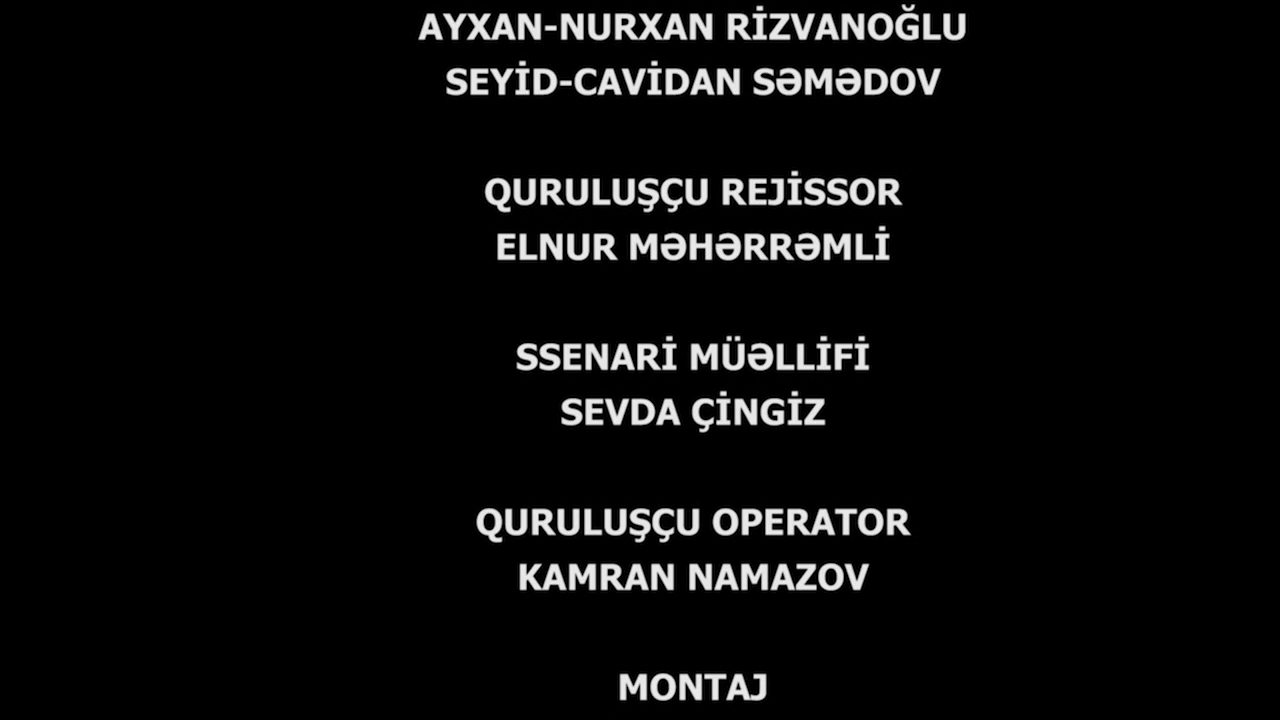 AYXAN-NURXAN RİZVANOĞLU
SEYİD-CAVİDAN SƏMƏDOV
QURULUŞÇU REJİSSOR
ELNUR MƏHƏRRƏMLİ
SSENARİ MÜƏLLİFİ
SEVDA ÇİNGİZ
QURULUŞÇU OPERATOR
KAMRAN NAMAZOV
MONTAJ